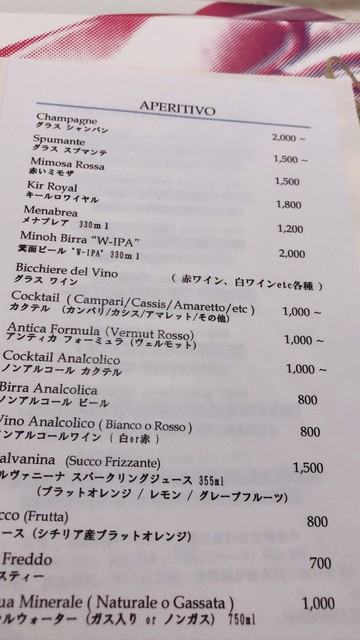 APERITIVO
Champagne 2,000 ~
グラス シャンパン
Spumante 1,500 ~
グラス スプマンテ
Mimosa Rossa 1,500
赤いミモザ
Kir Royal 1,800
キールロワイヤル
Menabrea 1,200
メナブレア 330ml
Minoh Birra "W-IPA" 2,000
箕面ビール "W-IPA" 330ml
Bicchiere del Vino ( 赤ワイン、白ワインetc各種 )
グラス ワイン
Cocktail ( Campari/Cassis/Amaretto/etc ) 1,000 ~
カクテル (カンパリ/カシス/アマレット/その他)
Antica Formula (Vermut Rosso) 1,000 ~
アンティカ フォーミュラ (ヴェルモット)
Cocktail Analcolico 1,000 ~
ノンアルコール カクテル
Birra Analcolica 800
ノンアルコール ビール
Vino Analcolico ( Bianco o Rosso ) 800
ンアルコールワイン ( 白or赤 )
alvanina (Succo Frizzante) 1,500
ルヴァニーナ スパークリングジュース 355ml
(ブラットオレンジ / レモン / グレープフルーツ)
cco (Frutta) 800
ース (シチリア産ブラットオレンジ)
Freddo 700
スティー
ua Minerale ( Naturale o Gassata ) 1,000
ルウォーター (ガス入り or ノンガス) 750ml